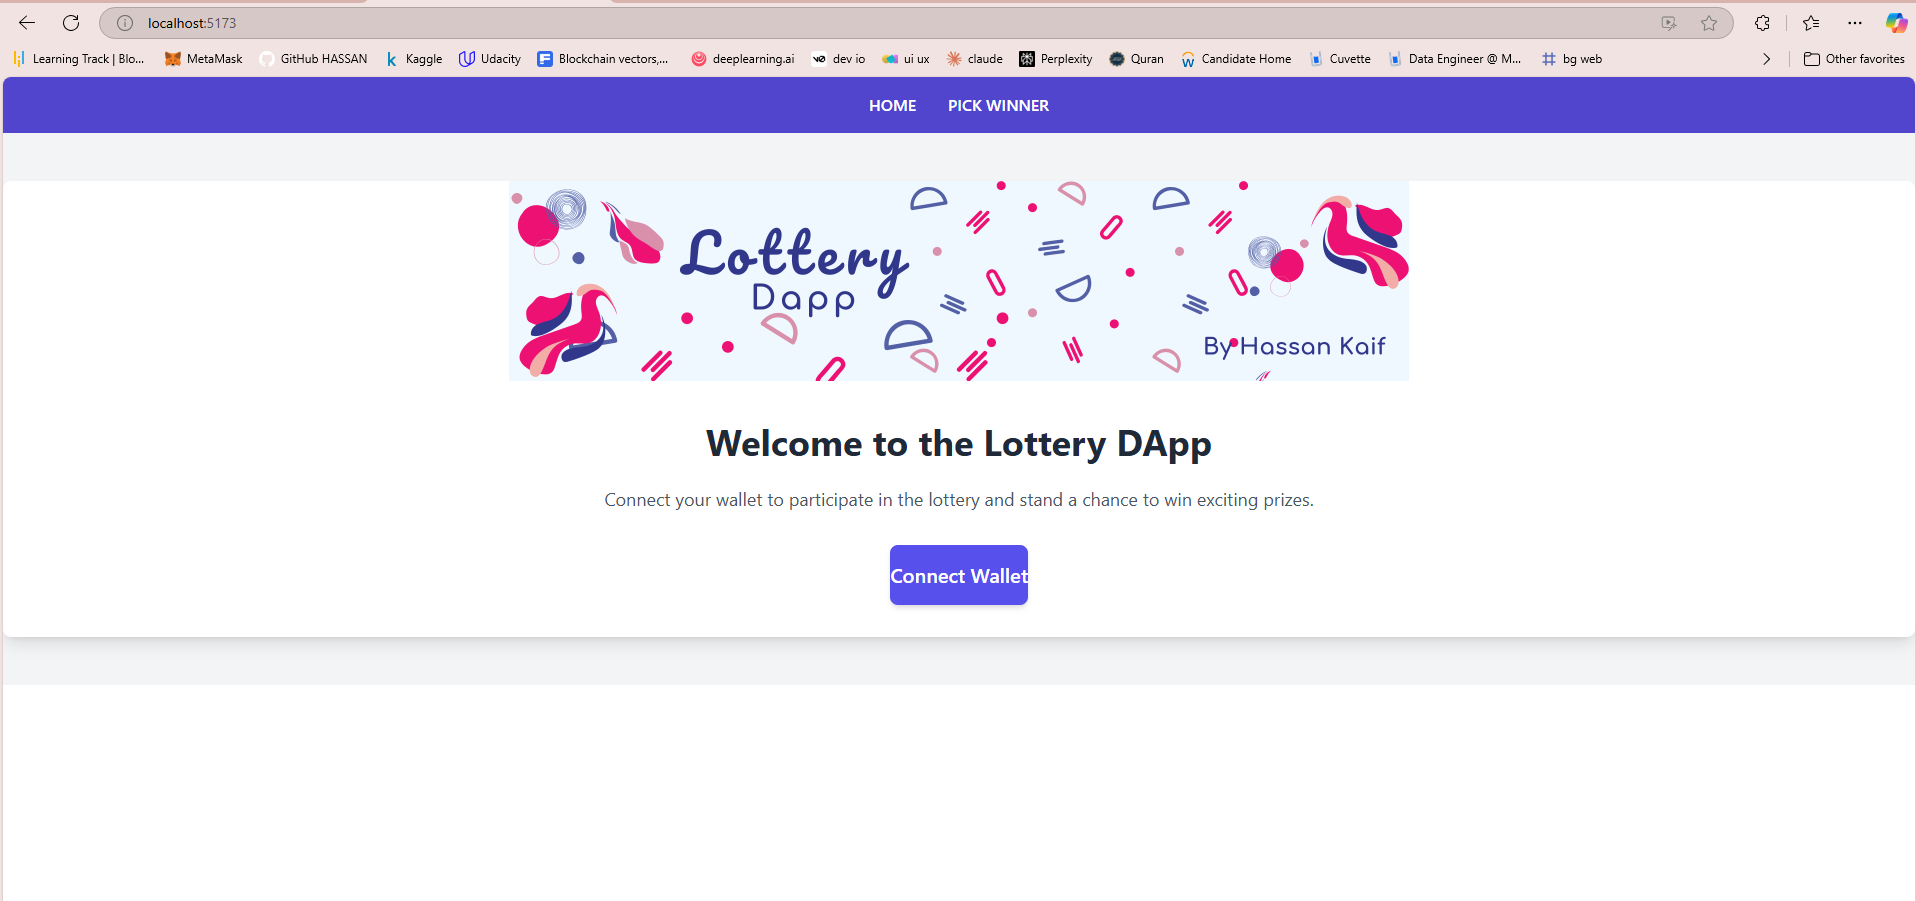 localhost:5173
Learning Track | Blo... MetaMask GitHub HASSAN Kaggle Udacity Blockchain vectors,... deeplearning.ai dev io ui ux claude Perplexity Quran Candidate Home Cuvette Data Engineer @ M... bg web Other favorites
HOME PICK WINNER
Lottery
Dapp
By Hassan Kaif
Welcome to the Lottery DApp
Connect your wallet to participate in the lottery and stand a chance to win exciting prizes.
Connect Wallet